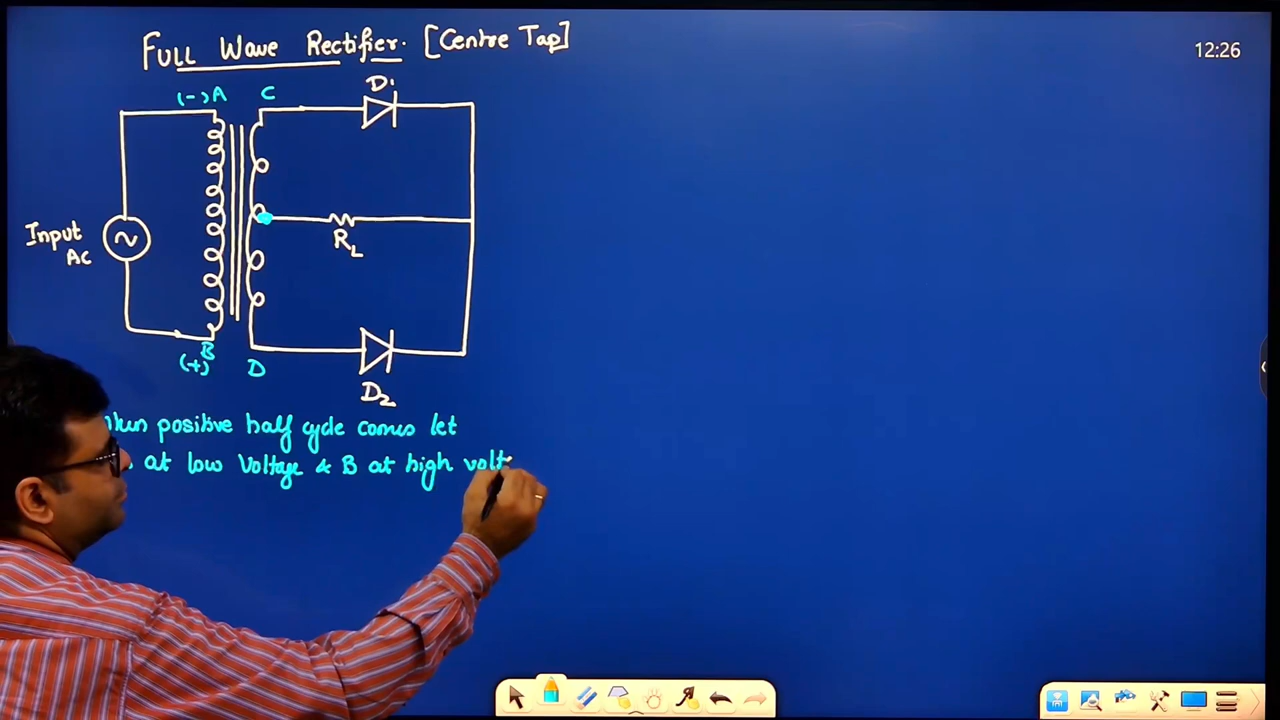 Full Wave Rectifier. [Centre Tap]
12:26
(-) A
C
D1
Input
Ac
RL
B
(+)
D
D2
positive half cycle comes let
at low Voltage & B at high volt